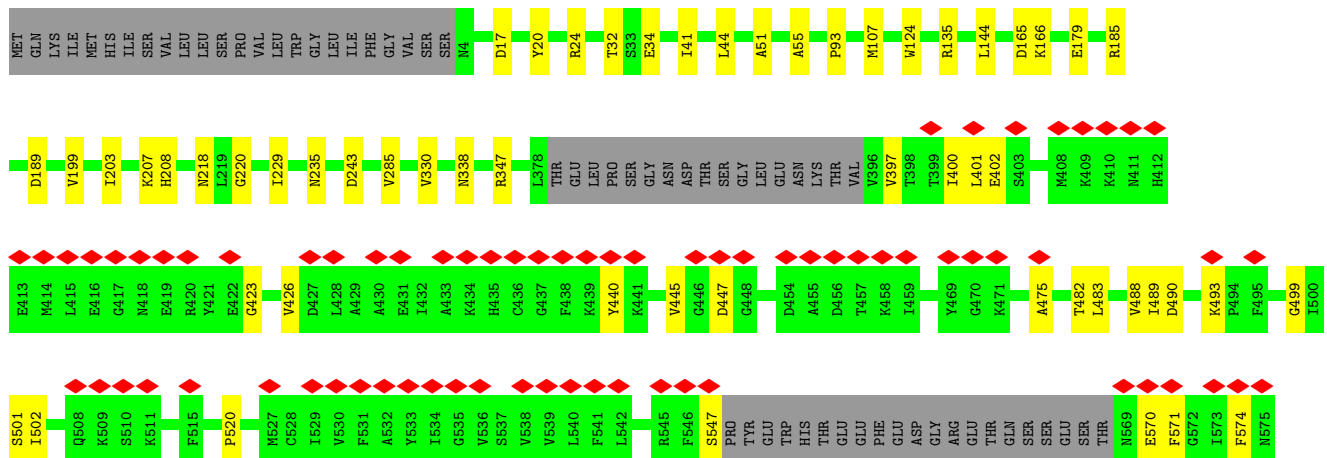 MET GLN LYS ILE MET HIS ILE SER VAL LEU LEU SER PRO VAL LEU TRP GLY LEU ILE PHE GLY VAL SER SER N4 D17 Y20 R24 T32 S33 E34 I41 L44 A51 A55 P93 M107 W124 R135 L144 D165 K166 E179 R185
D189 V199 I203 K207 H208 N218 L219 G220 I229 N235 D243 V285 V330 N338 R347 L378 THR GLU LEU PRO SER GLY ASN ASP THR SER GLY LEU GLU ASN LYS THR VAL V396 V397 T398 T399 I400 L401 E402 S403 M408 K409 K410 N411 H412
E413 M414 L415 E416 G417 N418 E419 R420 Y421 E422 G423 V426 D427 L428 A429 A430 E431 I432 A433 K434 H435 C436 G437 F438 K439 Y440 K441 V445 G446 D447 G448 D454 A455 D456 T457 K458 I459 Y469 G470 K471 A475 T482 L483 V488 I489 D490 K493 P494 F495 G499 I500
S501 I502 Q508 K509 S510 K511 F515 P520 M527 C528 I529 V530 F531 A532 Y533 I534 G535 V536 S537 V538 V539 L540 F541 L542 R545 F546 S547 PRO TYR GLU TRP HIS THR GLU GLU PHE GLU ASP GLY ARG GLU THR GLN SER SER GLU SER THR N569 E570 F571 G572 I573 F574 N575